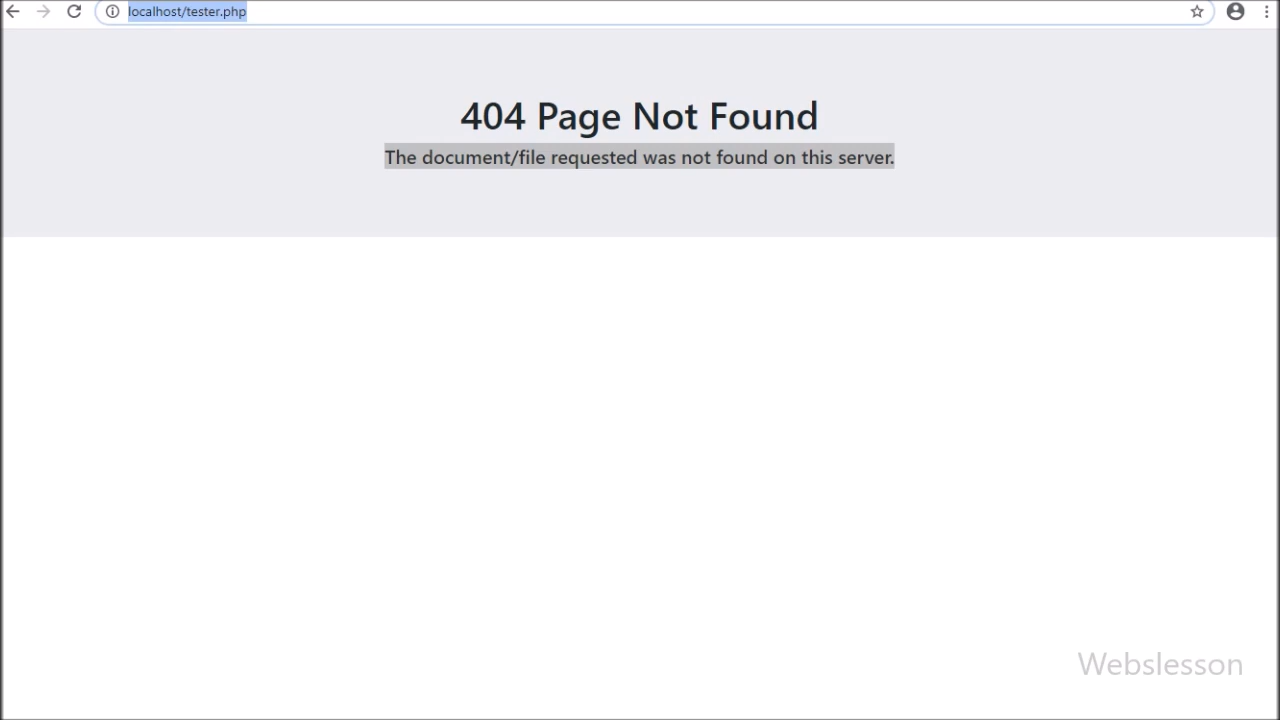 localhost/tester.php
404 Page Not Found
The document/file requested was not found on this server.
Webslesson